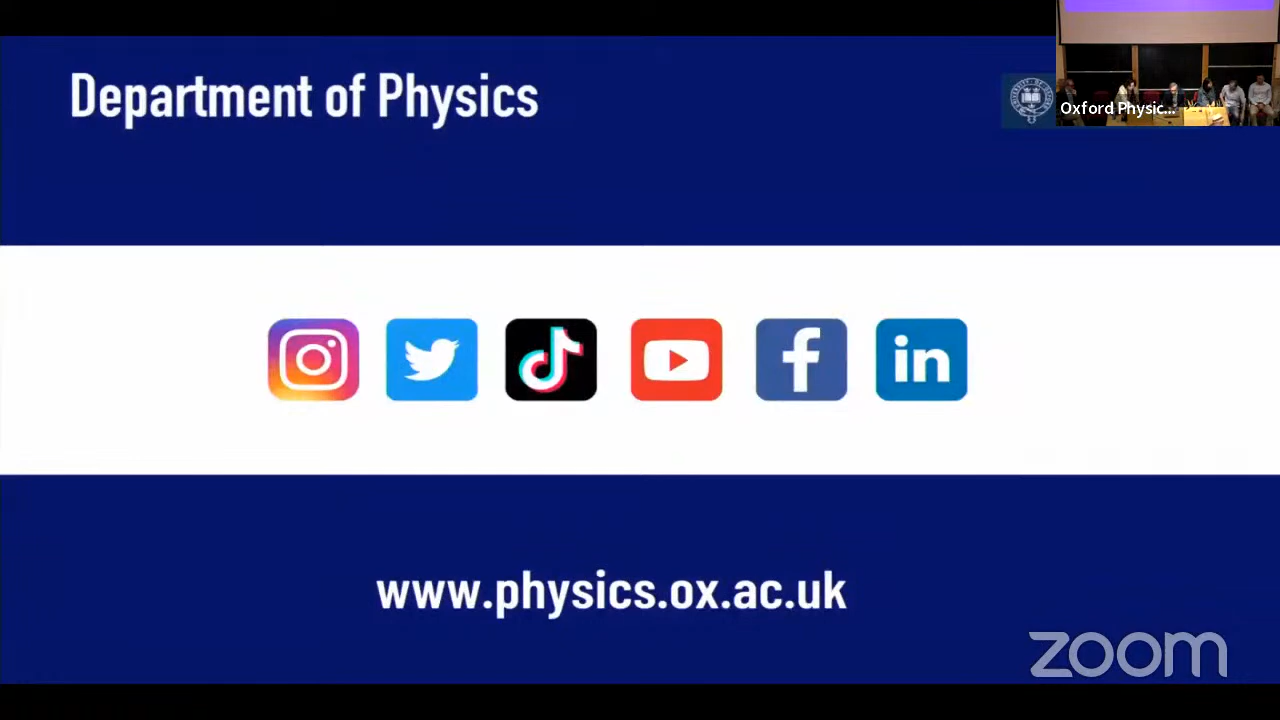 Department of Physics
Oxford Physic...
in
www.physics.ox.ac.uk
zoom